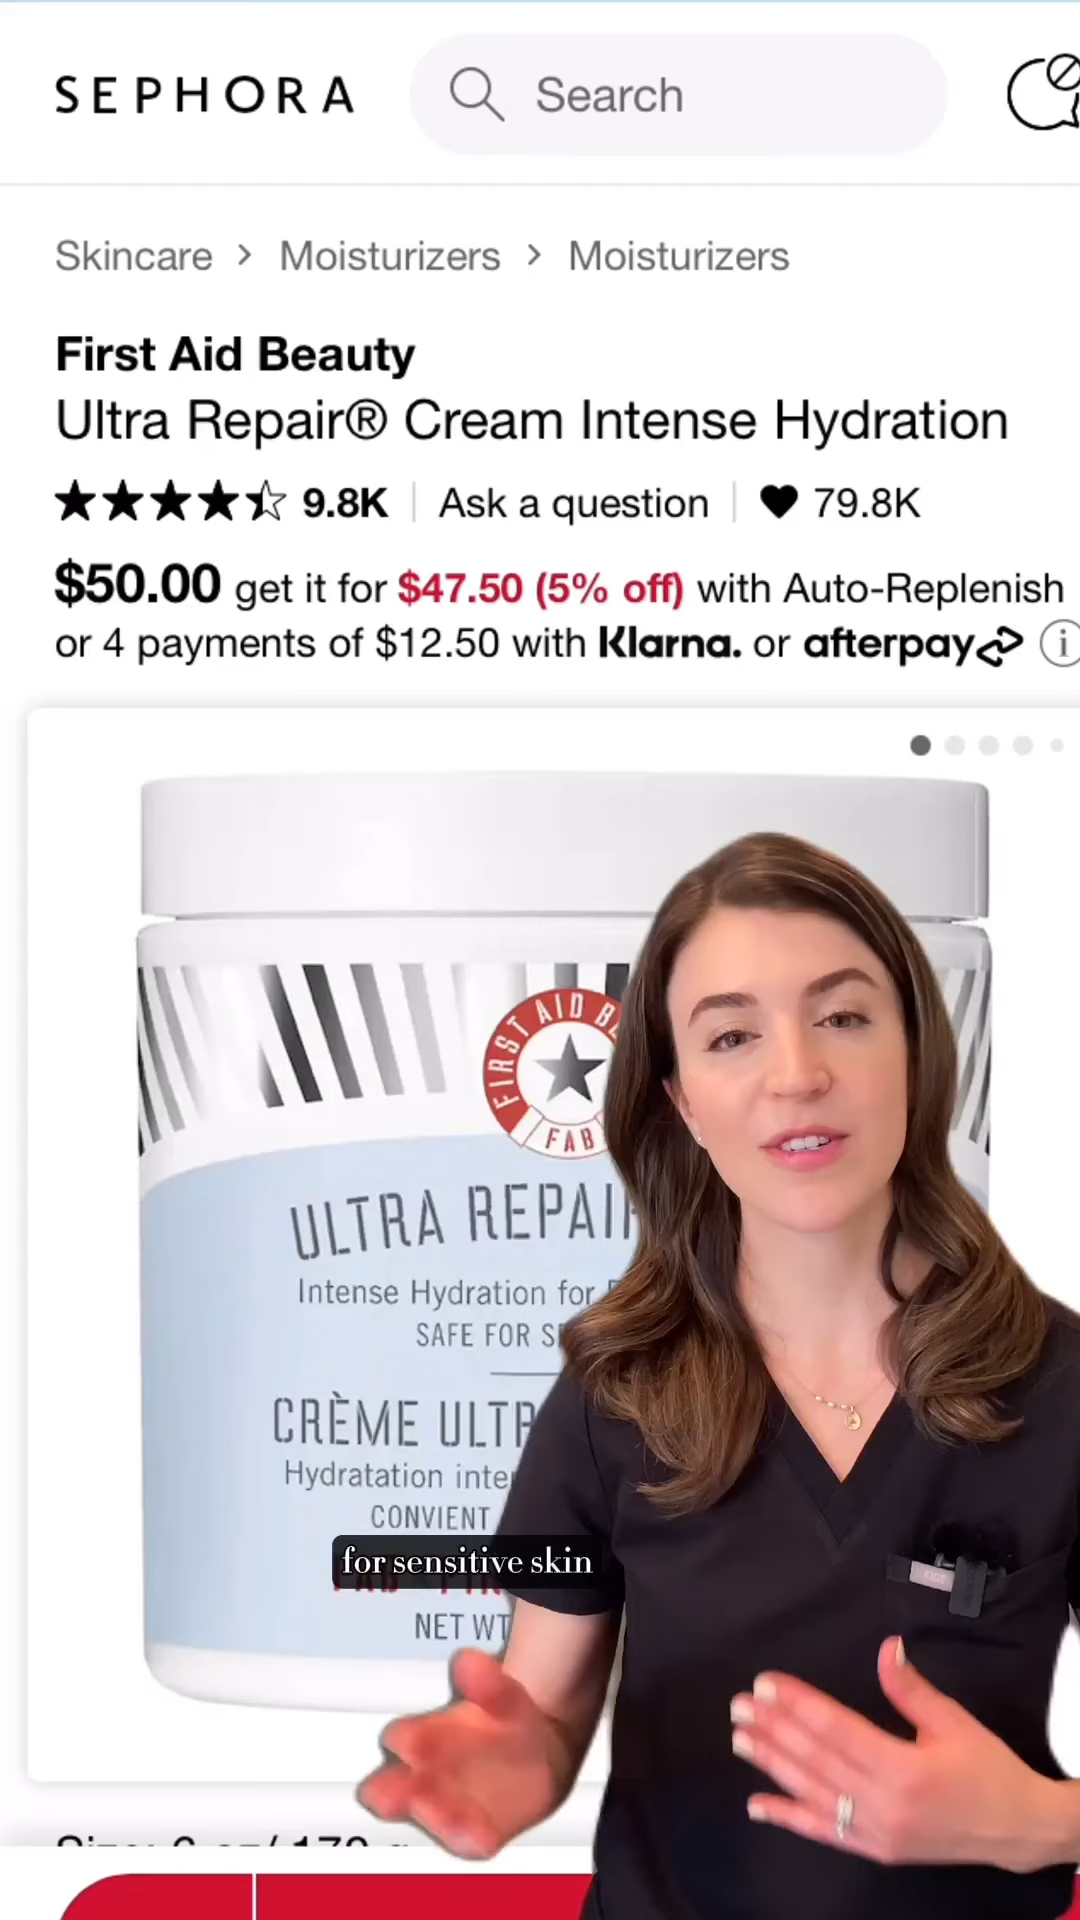 SEPHORA
Search
Skincare > Moisturizers > Moisturizers
First Aid Beauty
Ultra Repair® Cream Intense Hydration
9.8K | Ask a question | 79.8K
$50.00 get it for $47.50 (5% off) with Auto-Replenish
or 4 payments of $12.50 with Klarna. or afterpay
FIRST AID
FAB
ULTRA REPAIR
Intense Hydration for
SAFE FOR
CRÈME
Hydratation
CONVIENT
for sensitive skin
NET WT